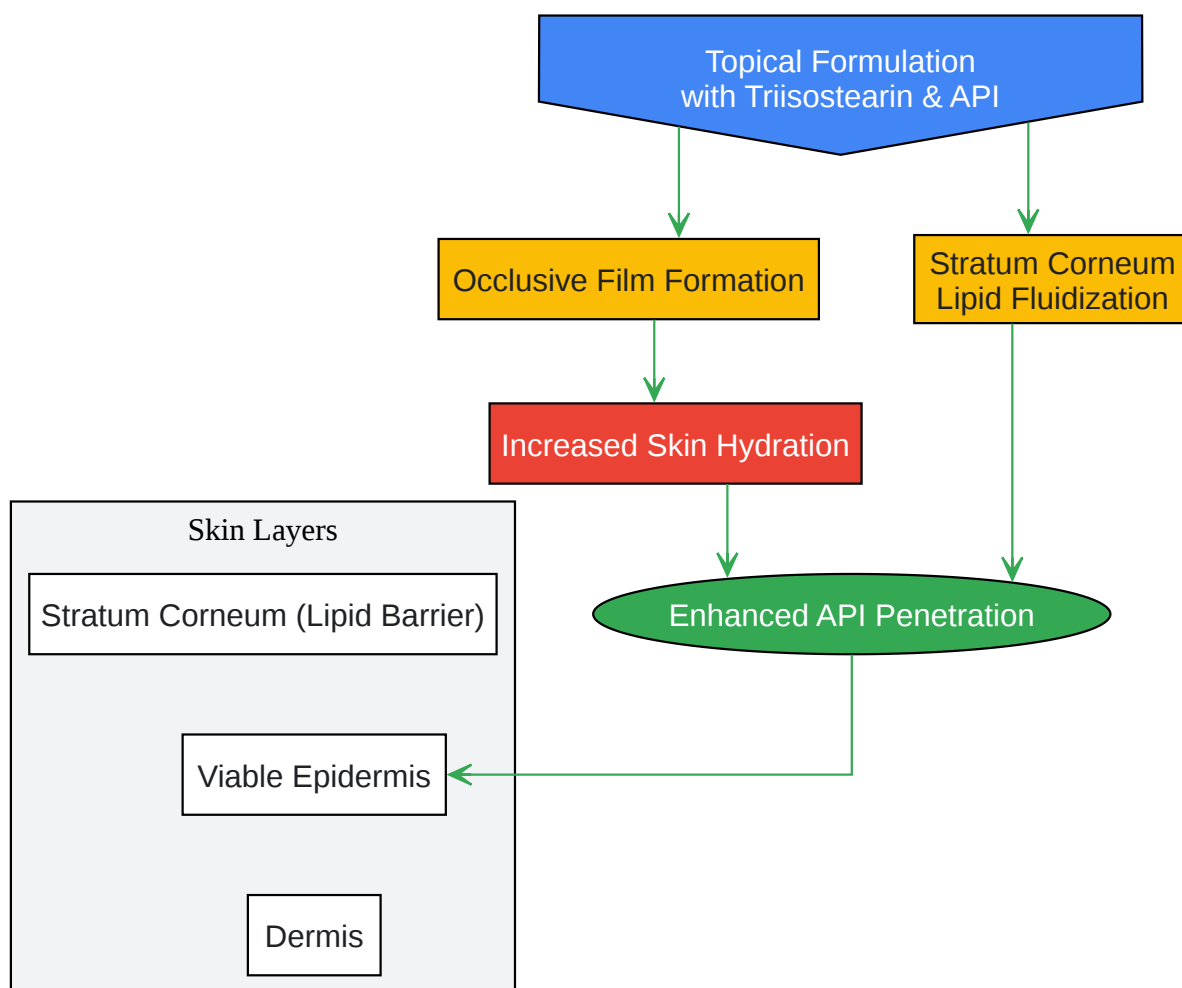 Topical Formulation
with Triisostearin & API
Occlusive Film Formation
Stratum Corneum
Lipid Fluidization
Increased Skin Hydration
Skin Layers
Stratum Corneum (Lipid Barrier)
Enhanced API Penetration
Viable Epidermis
Dermis